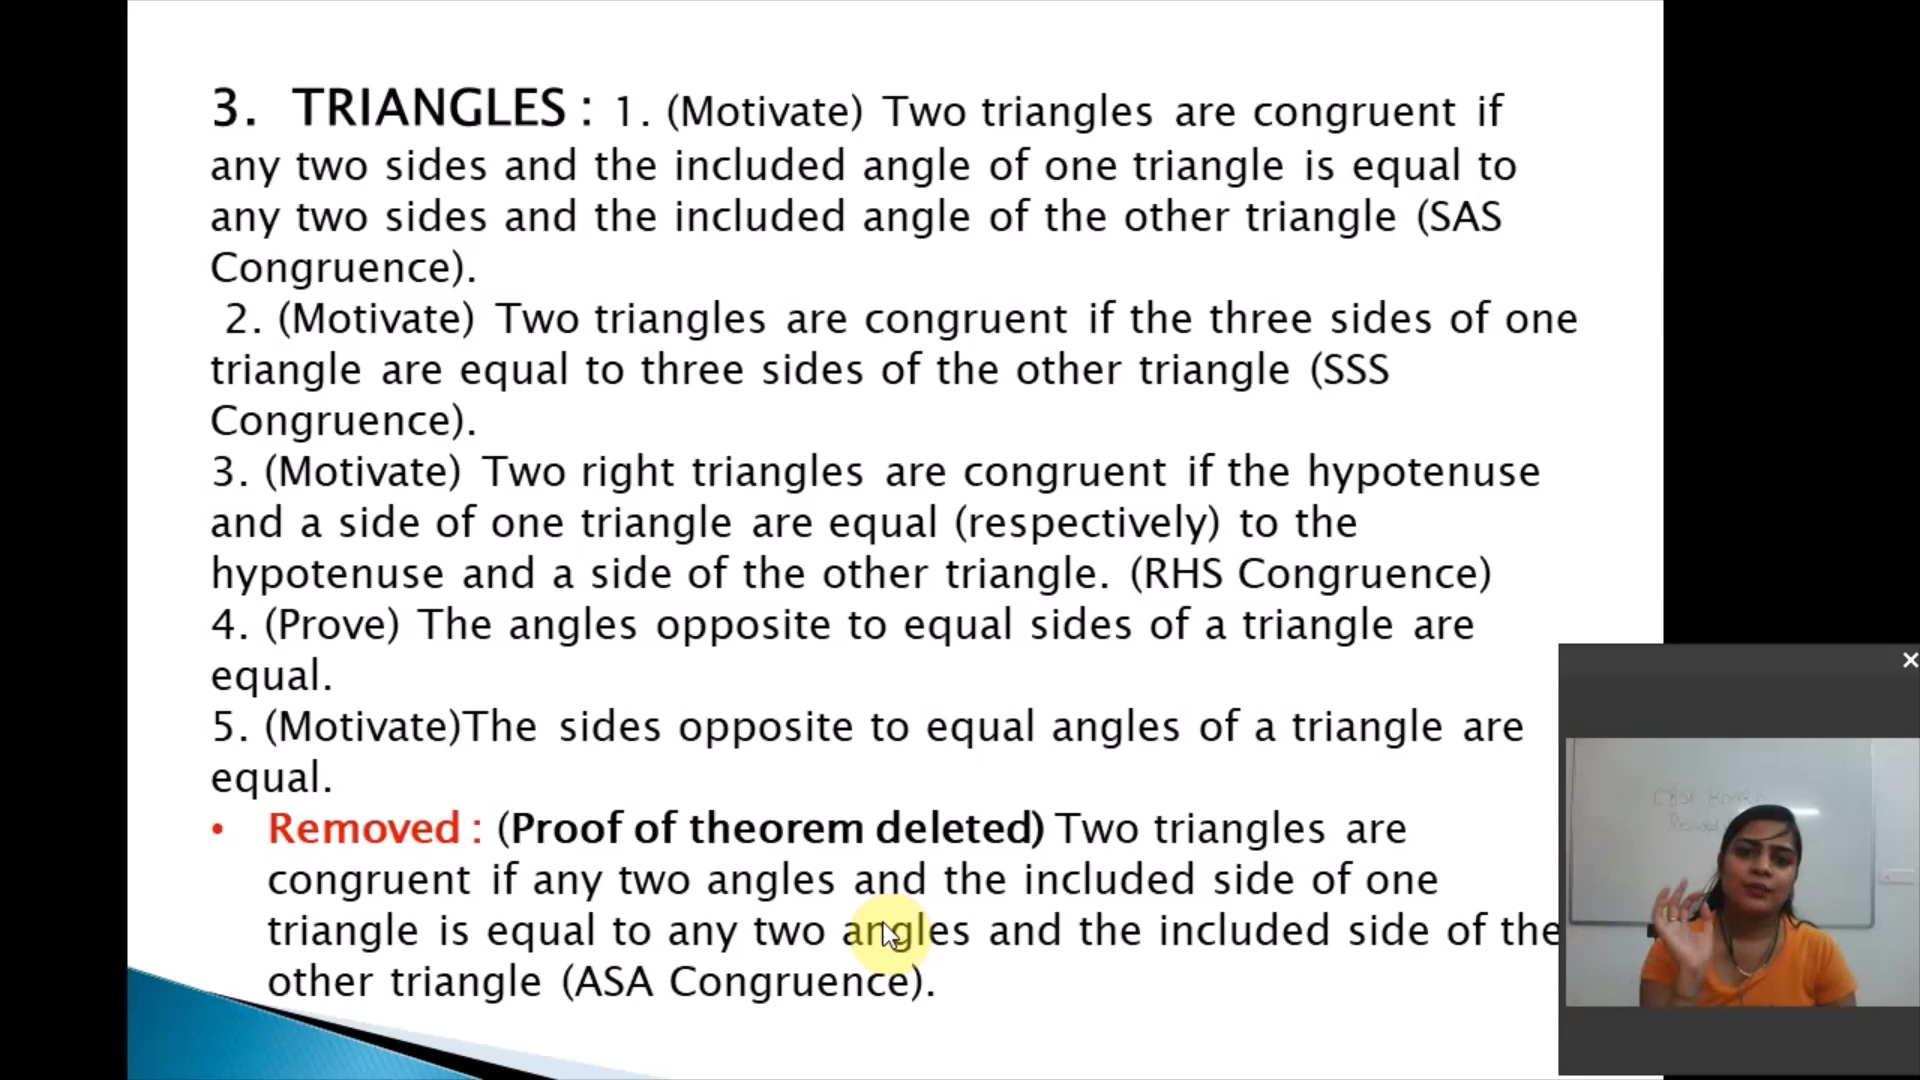 3. TRIANGLES : 1. (Motivate) Two triangles are congruent if
any two sides and the included angle of one triangle is equal to
any two sides and the included angle of the other triangle (SAS
Congruence).
2. (Motivate) Two triangles are congruent if the three sides of one
triangle are equal to three sides of the other triangle (SSS
Congruence).
3. (Motivate) Two right triangles are congruent if the hypotenuse
and a side of one triangle are equal (respectively) to the
hypotenuse and a side of the other triangle. (RHS Congruence)
4. (Prove) The angles opposite to equal sides of a triangle are
equal.
5. (Motivate)The sides opposite to equal angles of a triangle are
equal.
• Removed : (Proof of theorem deleted) Two triangles are
congruent if any two angles and the included side of one
triangle is equal to any two angles and the included side of the
other triangle (ASA Congruence).
CBSE